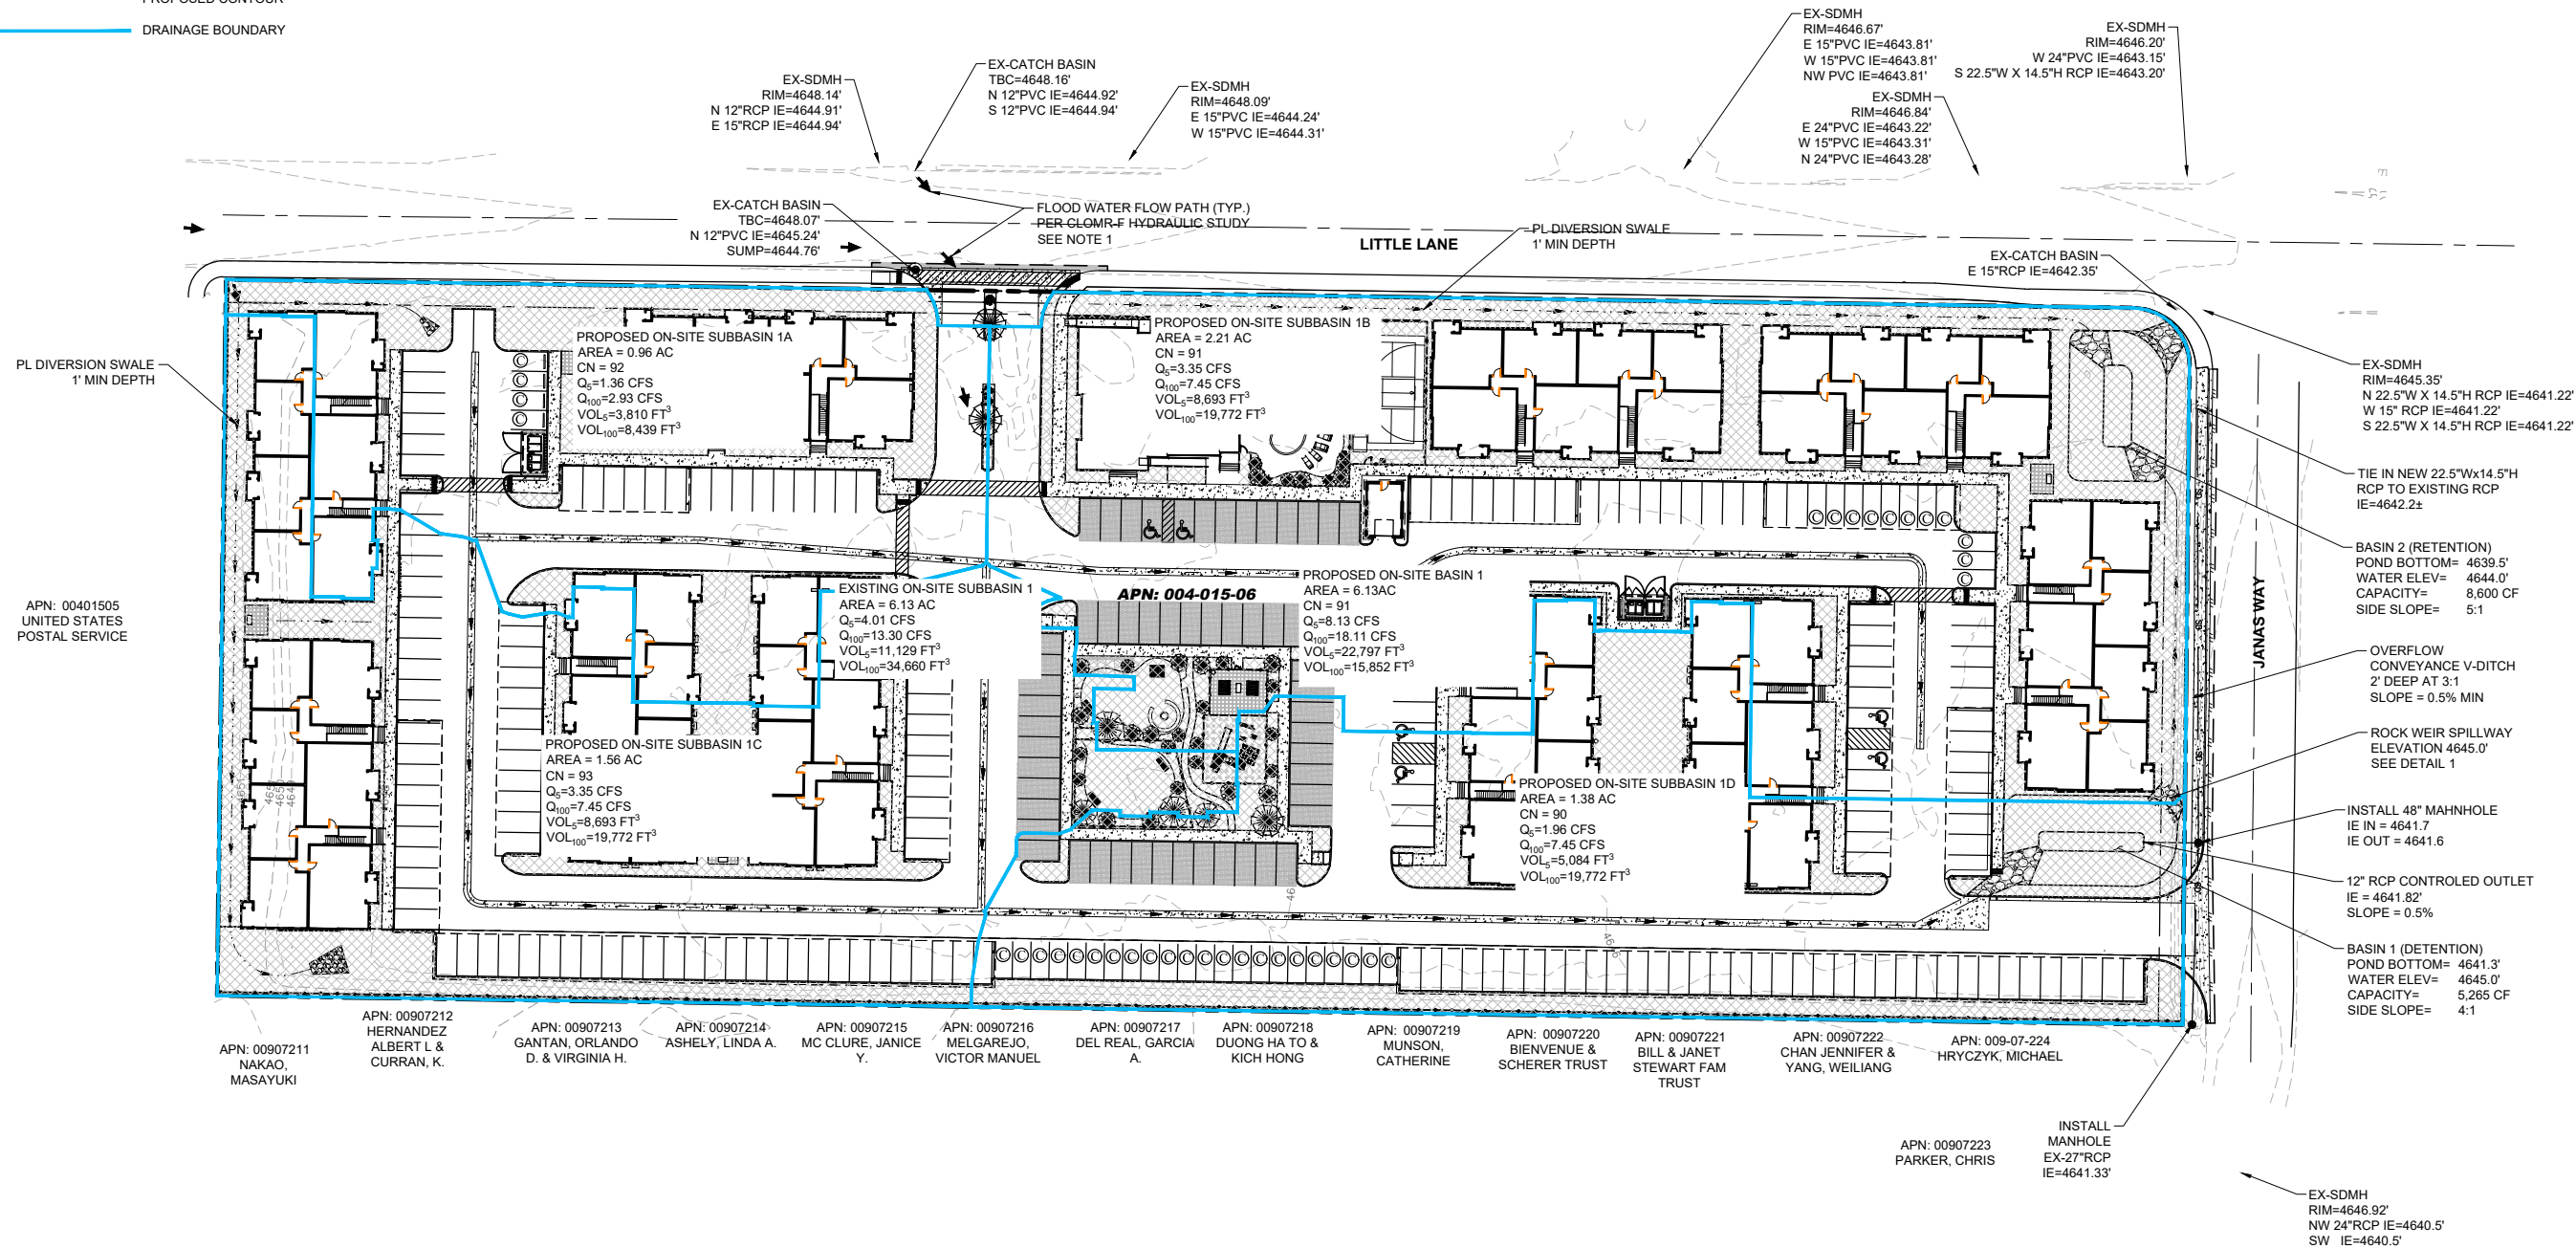 DRAINAGE BOUNDARY
EX-SDMH
RIM=4648.14'
N 12"RCP IE=4644.91'
E 15"RCP IE=4644.94'
EX-CATCH BASIN
TBC=4648.16'
N 12"PVC IE=4644.92'
S 12"PVC IE=4644.94'
EX-SDMH
RIM=4648.09'
E 15"PVC IE=4644.24'
W 15"PVC IE=4644.31'
EX-SDMH
RIM=4646.67'
E 15"PVC IE=4643.81'
W 15"PVC IE=4643.81'
NW PVC IE=4643.81'
EX-SDMH
RIM=4646.20'
W 24"PVC IE=4643.15'
S 22.5"W X 14.5"H RCP IE=4643.20'
EX-SDMH
RIM=4646.84'
E 24"PVC IE=4643.22'
W 15"PVC IE=4643.31'
N 24"PVC IE=4643.28'
EX-CATCH BASIN
TBC=4648.07'
N 12"PVC IE=4645.24'
SUMP=4644.76'
FLOOD WATER FLOW PATH (TYP.)
PER CLOMR-F HYDRAULIC STUDY
SEE NOTE 1
LITTLE LANE
PL DIVERSION SWALE
1' MIN DEPTH
EX-CATCH BASIN
E 15"RCP IE=4642.35'
PL DIVERSION SWALE
1' MIN DEPTH
PROPOSED ON-SITE SUBBASIN 1A
AREA = 0.96 AC
CN = 92
Q5=1.36 CFS
Q100=2.93 CFS
VOL5=3,810 FT³
VOL100=8,439 FT³
PROPOSED ON-SITE SUBBASIN 1B
AREA = 2.21 AC
CN = 91
Q5=3.35 CFS
Q100=7.45 CFS
VOL5=8,693 FT³
VOL100=19,772 FT³
EX-SDMH
RIM=4645.35'
N 22.5"W X 14.5"H RCP IE=4641.22'
W 15" RCP IE=4641.22'
S 22.5"W X 14.5"H RCP IE=4641.22'
TIE IN NEW 22.5"Wx14.5"H
RCP TO EXISTING RCP
IE=4642.2±
BASIN 2 (RETENTION)
POND BOTTOM= 4639.5'
WATER ELEV= 4644.0'
CAPACITY= 8,600 CF
SIDE SLOPE= 5:1
JANAS WAY
APN: 00401505
UNITED STATES
POSTAL SERVICE
EXISTING ON-SITE SUBBASIN 1
AREA = 6.13 AC
Q5=4.01 CFS
Q100=13.30 CFS
VOL5=11,129 FT³
VOL100=34,660 FT³
APN: 004-015-06
PROPOSED ON-SITE BASIN 1
AREA = 6.13AC
CN = 91
Q5=8.13 CFS
Q100=18.11 CFS
VOL5=22,797 FT³
VOL100=15,852 FT³
OVERFLOW
CONVEYANCE V-DITCH
2' DEEP AT 3:1
SLOPE = 0.5% MIN
ROCK WEIR SPILLWAY
ELEVATION 4645.0'
SEE DETAIL 1
PROPOSED ON-SITE SUBBASIN 1C
AREA = 1.56 AC
CN = 93
Q5=3.35 CFS
Q100=7.45 CFS
VOL5=8,693 FT³
VOL100=19,772 FT³
PROPOSED ON-SITE SUBBASIN 1D
AREA = 1.38 AC
CN = 90
Q5=1.96 CFS
Q100=7.45 CFS
VOL5=5,084 FT³
VOL100=19,772 FT³
INSTALL 48" MAHNHOLE
IE IN = 4641.7
IE OUT = 4641.6
12" RCP CONTROLED OUTLET
IE = 4641.82'
SLOPE = 0.5%
BASIN 1 (DETENTION)
POND BOTTOM= 4641.3'
WATER ELEV= 4645.0'
CAPACITY= 5,265 CF
SIDE SLOPE= 4:1
APN: 00907211
NAKAO,
MASAYUKI
APN: 00907212
HERNANDEZ
ALBERT L &
CURRAN, K.
APN: 00907213
GANTAN, ORLANDO
D. & VIRGINIA H.
APN: 00907214
ASHELY, LINDA A.
APN: 00907215
MC CLURE, JANICE
Y.
APN: 00907216
MELGAREJO,
VICTOR MANUEL
APN: 00907217
DEL REAL, GARCIA
A.
APN: 00907218
DUONG HA TO &
KICH HONG
APN: 00907219
MUNSON,
CATHERINE
APN: 00907220
BIENVENUE &
SCHERER TRUST
APN: 00907221
BILL & JANET
STEWART FAM
TRUST
APN: 00907222
CHAN JENNIFER &
YANG, WEILIANG
APN: 009-07-224
HRYCZYK, MICHAEL
APN: 00907223
PARKER, CHRIS
INSTALL
MANHOLE
EX-27"RCP
IE=4641.33'
EX-SDMH
RIM=4646.92'
NW 24"RCP IE=4640.5'
SW IE=4640.5'